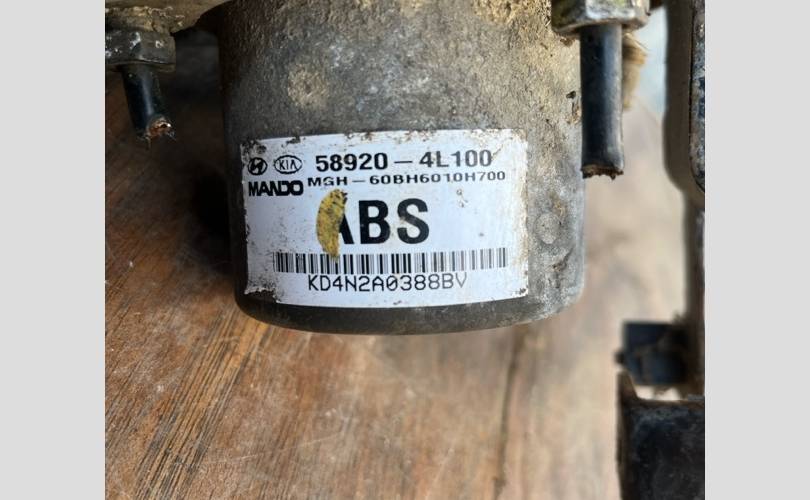 KIA 58920-4L100
MANDO MGH-60BH6010H700
ABS
KD4N2A0388BV